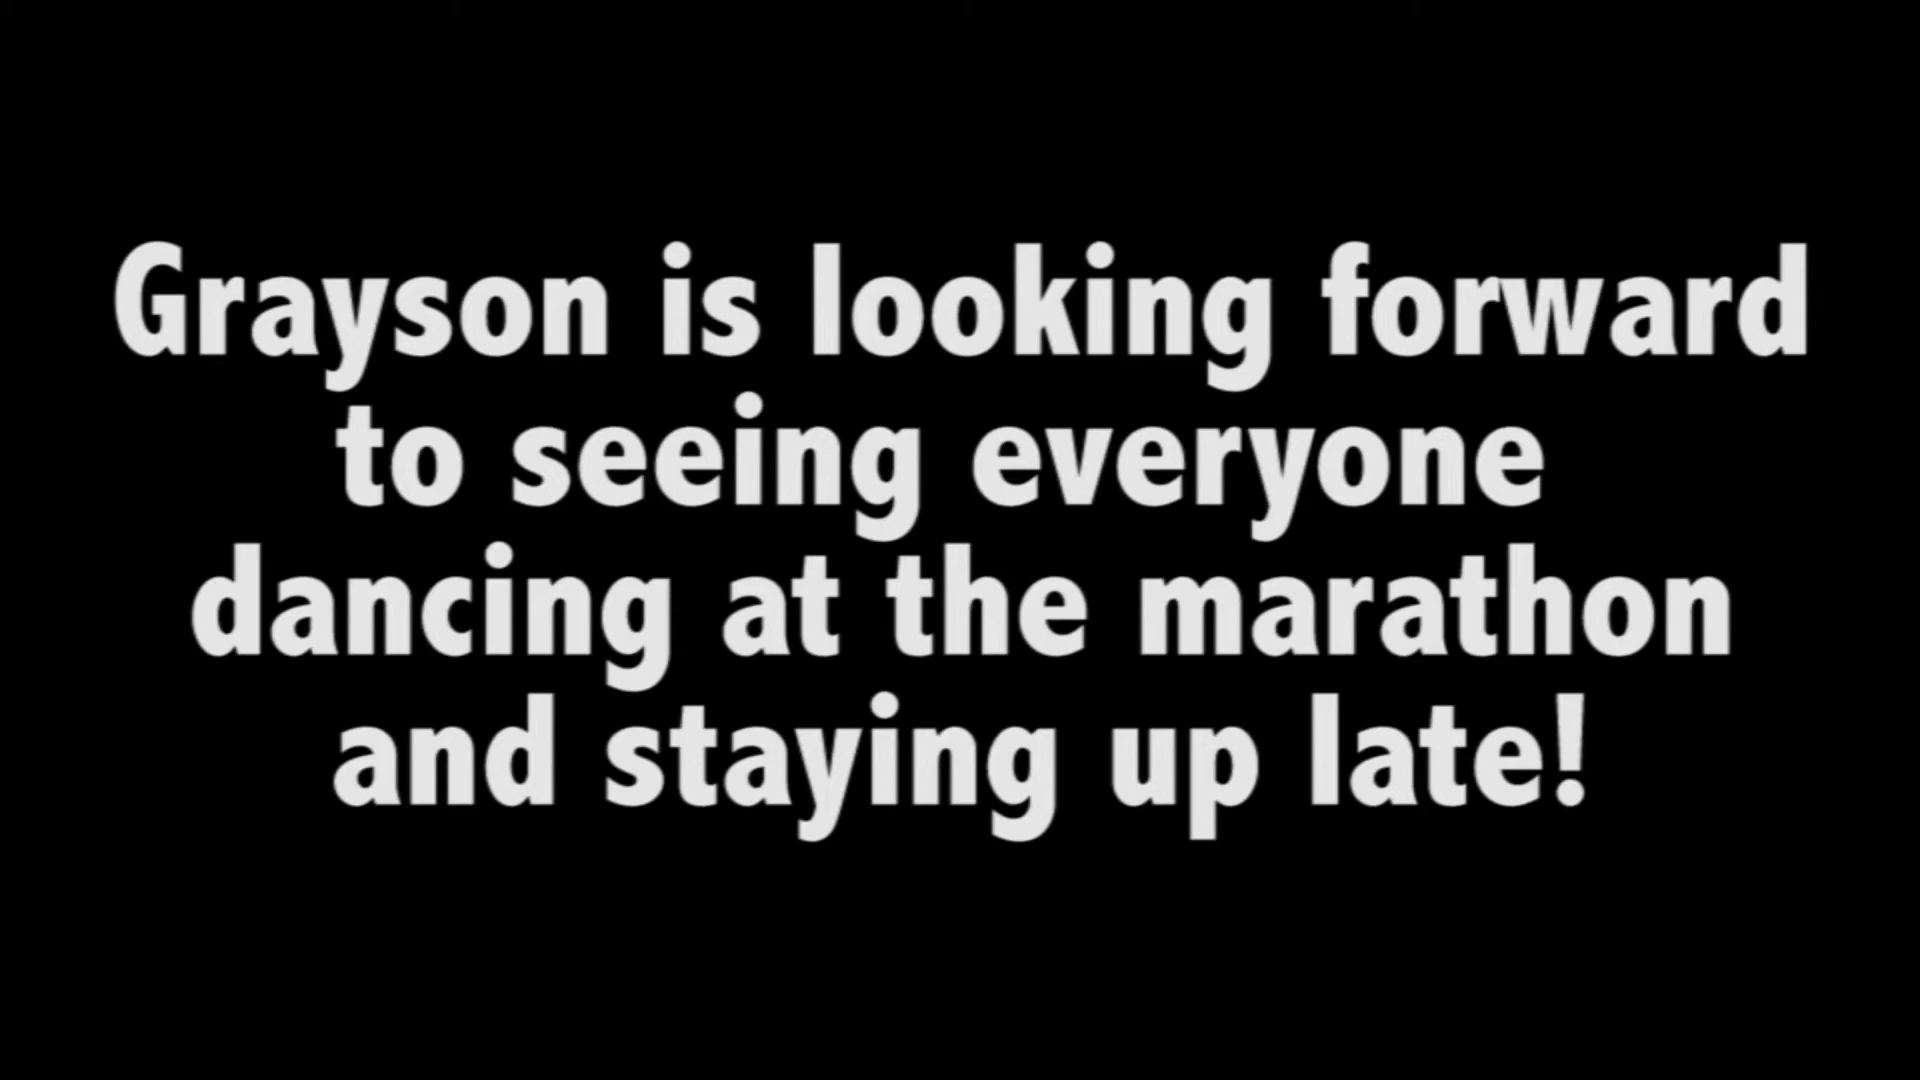 Grayson is looking forward
to seeing everyone
dancing at the marathon
and staying up late!